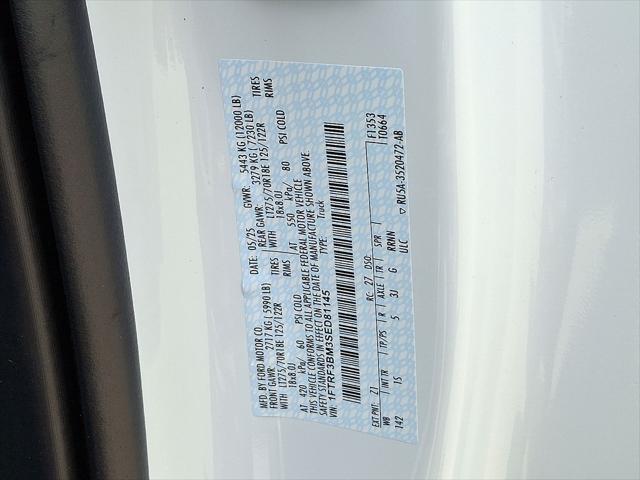 MFD. BY FORD MOTOR CO.
DATE: 05/25
GVWR: 5443 KG (12000 LB)
FRONT GAWR: 2717 KG (5990 LB)
REAR GAWR: 3279 KG (7230 LB)
WITH LT275/70R18E 125/122R TIRES
WITH LT275/70R18E 125/122R TIRES
18x8.0J RIMS
18x8.0J RIMS
AT 420 kPa/ 60 PSI COLD
AT 550 kPa/ 80 PSI COLD
THIS VEHICLE CONFORMS TO ALL APPLICABLE FEDERAL MOTOR VEHICLE
SAFETY STANDARDS IN EFFECT ON THE DATE OF MANUFACTURE SHOWN ABOVE.
VIN: 1FTRF3BM3SED81145
TYPE: Truck
F1353
T0664
EXT PNT: Z1 RC: 27 DSO:
WB INT TR TP/PS R AXLE TR SPR
142 15 5 3J G RRNN
ULC
▽ RU5A-3520472-AB